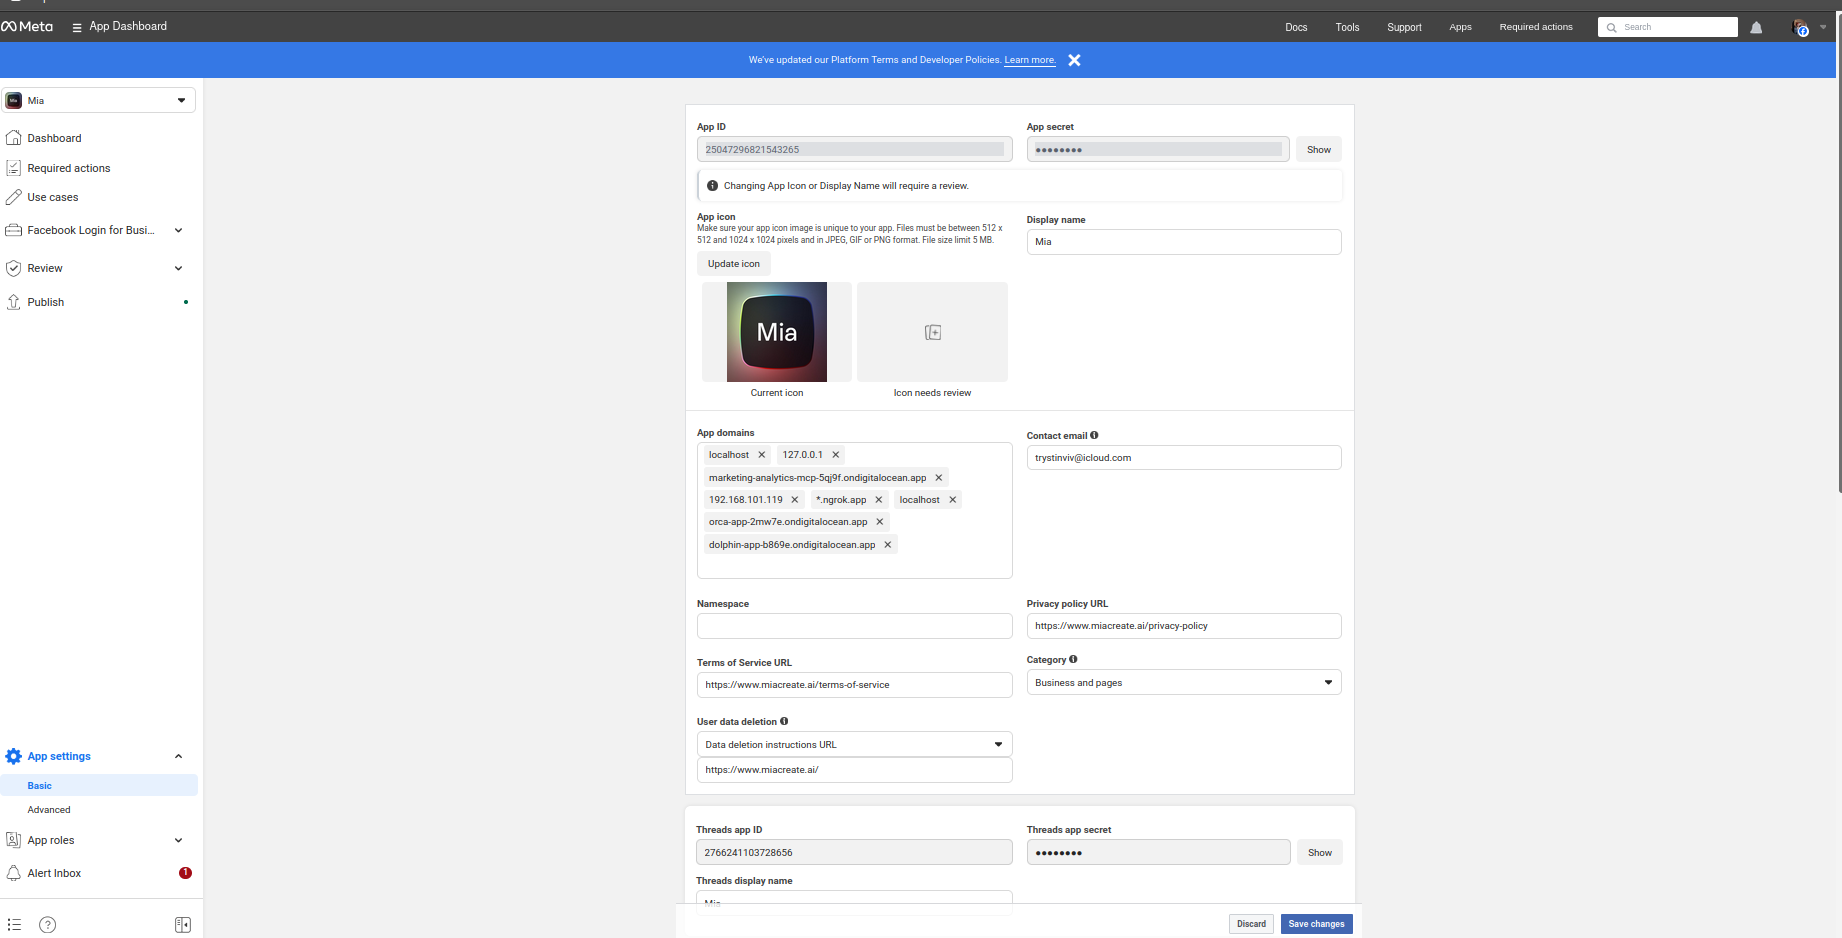 Meta
App Dashboard
Docs
Tools
Support
Apps
Required actions
Search
We've updated our Platform Terms and Developer Policies. Learn more.
Mia
Dashboard
Required actions
Use cases
Facebook Login for Busi...
Review
Publish
App settings
Basic
Advanced
App roles
Alert Inbox
1
App ID
25047296821543265
App secret
Show
Changing App Icon or Display Name will require a review.
App icon
Make sure your app icon image is unique to your app. Files must be between 512 x
512 and 1024 x 1024 pixels and in JPEG, GIF or PNG format. File size limit 5 MB.
Update icon
Display name
Mia
Mia
Current icon
Icon needs review
App domains
localhost
127.0.0.1
marketing-analytics-mcp-5qj9f.ondigitalocean.app
192.168.101.119
*.ngrok.app
localhost
orca-app-2mw7e.ondigitalocean.app
dolphin-app-b869e.ondigitalocean.app
Contact email
trystinviv@icloud.com
Namespace
Privacy policy URL
https://www.miacreate.ai/privacy-policy
Terms of Service URL
https://www.miacreate.ai/terms-of-service
Category
Business and pages
User data deletion
Data deletion instructions URL
https://www.miacreate.ai/
Threads app ID
2766241103728656
Threads app secret
Show
Threads display name
Mia
Discard
Save changes